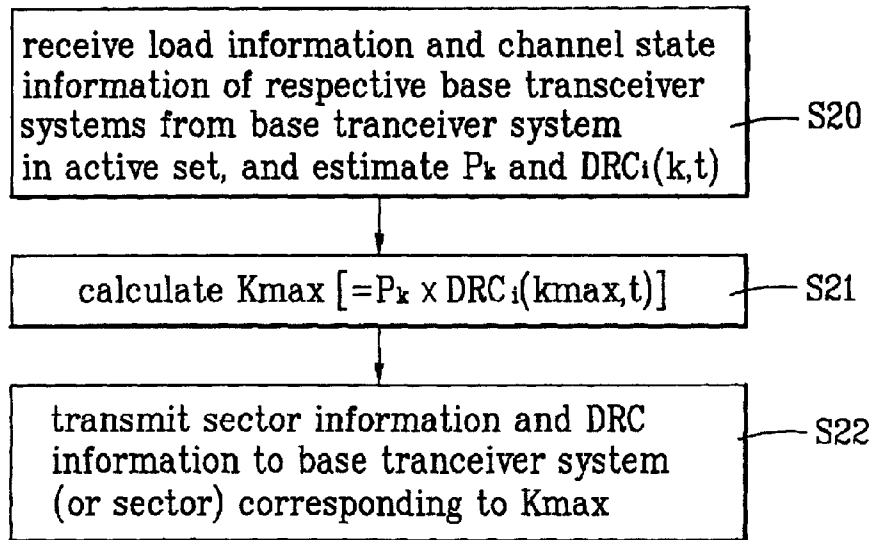 receive load information and channel state
information of respective base transceiver
systems from base tranceiver system
in active set, and estimate Pk and DRCi(k,t)
S20
calculate Kmax [=Pk × DRCi(kmax,t)]
S21
transmit sector information and DRC
information to base tranceiver system
(or sector) corresponding to Kmax
S22